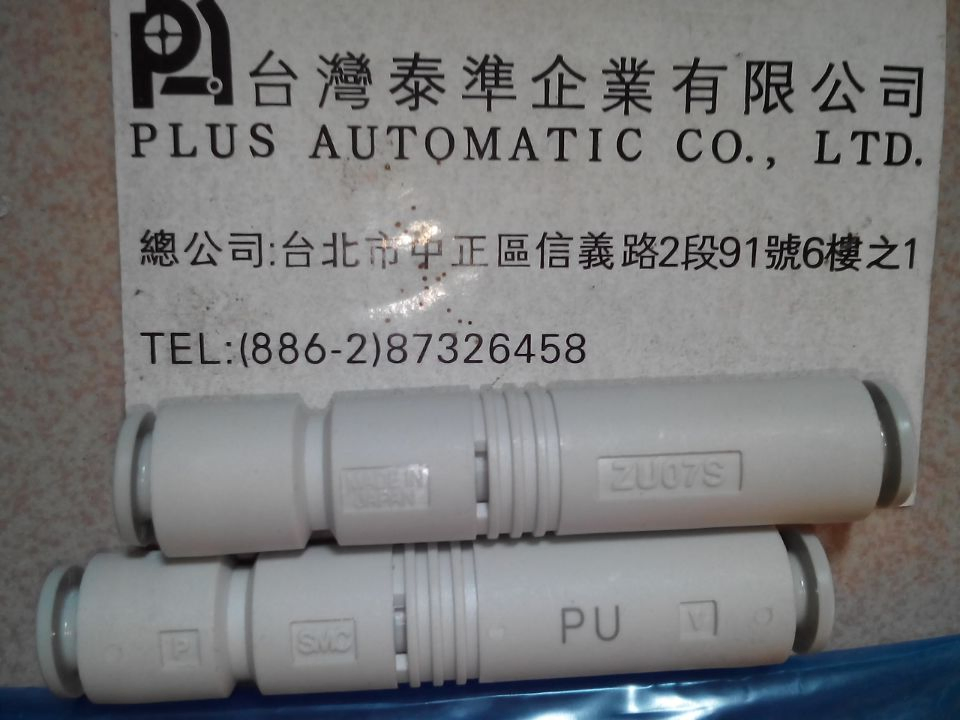 台灣泰準企業有限公司
PLUS AUTOMATIC CO., LTD.
總公司:台北市中正區信義路2段91號6樓之1
TEL:(886-2)87326458
MADE IN
JAPAN
ZU07S
P
SMC
PU
V